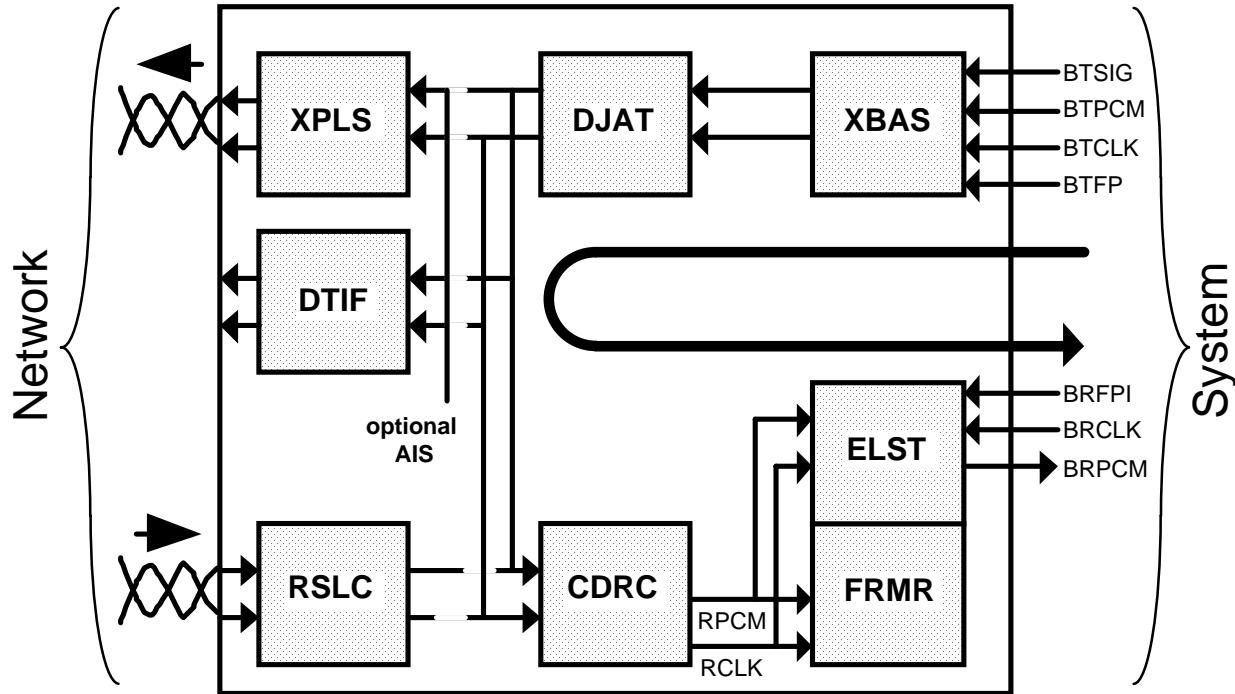 XPLS
DJAT
XBAS
BTSIG
BTPCM
BTCLK
BTFP
Network
DTIF
System
optional
AIS
BRFPI
BRCLK
BRPCM
ELST
RSLC
CDRC
FRMR
RPCM
RCLK